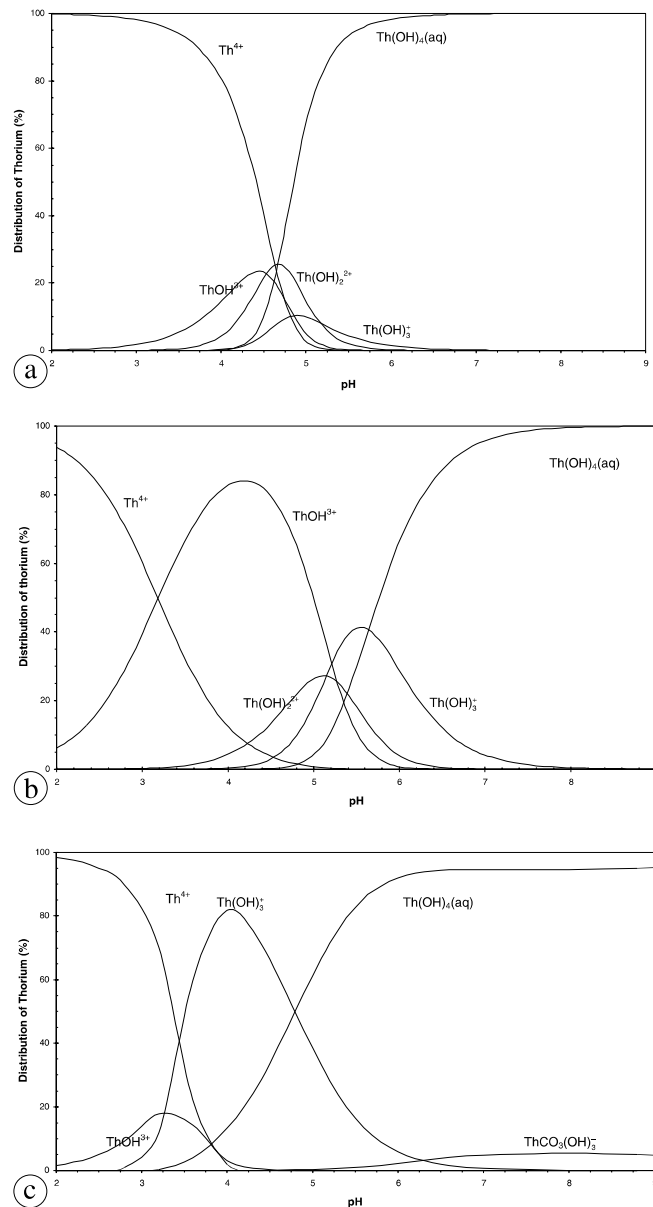 100
80
60
40
20
0
Distribution of Thorium (%)
Th⁴⁺
Th(OH)₄(aq)
ThOH³⁺
Th(OH)₂²⁺
Th(OH)₃⁺
2 3 4 5 6 7 8 9
pH
a
100
80
60
40
20
0
Distribution of thorium (%)
Th⁴⁺
ThOH³⁺
Th(OH)₄(aq)
Th(OH)₂²⁺
Th(OH)₃⁺
2 3 4 5 6 7 8
pH
b
100
80
60
40
20
0
Distribution of Thorium (%)
Th⁴⁺
Th(OH)₃⁺
Th(OH)₄(aq)
ThOH³⁺
ThCO₃(OH)₃⁻
2 3 4 5 6 7 8
pH
c